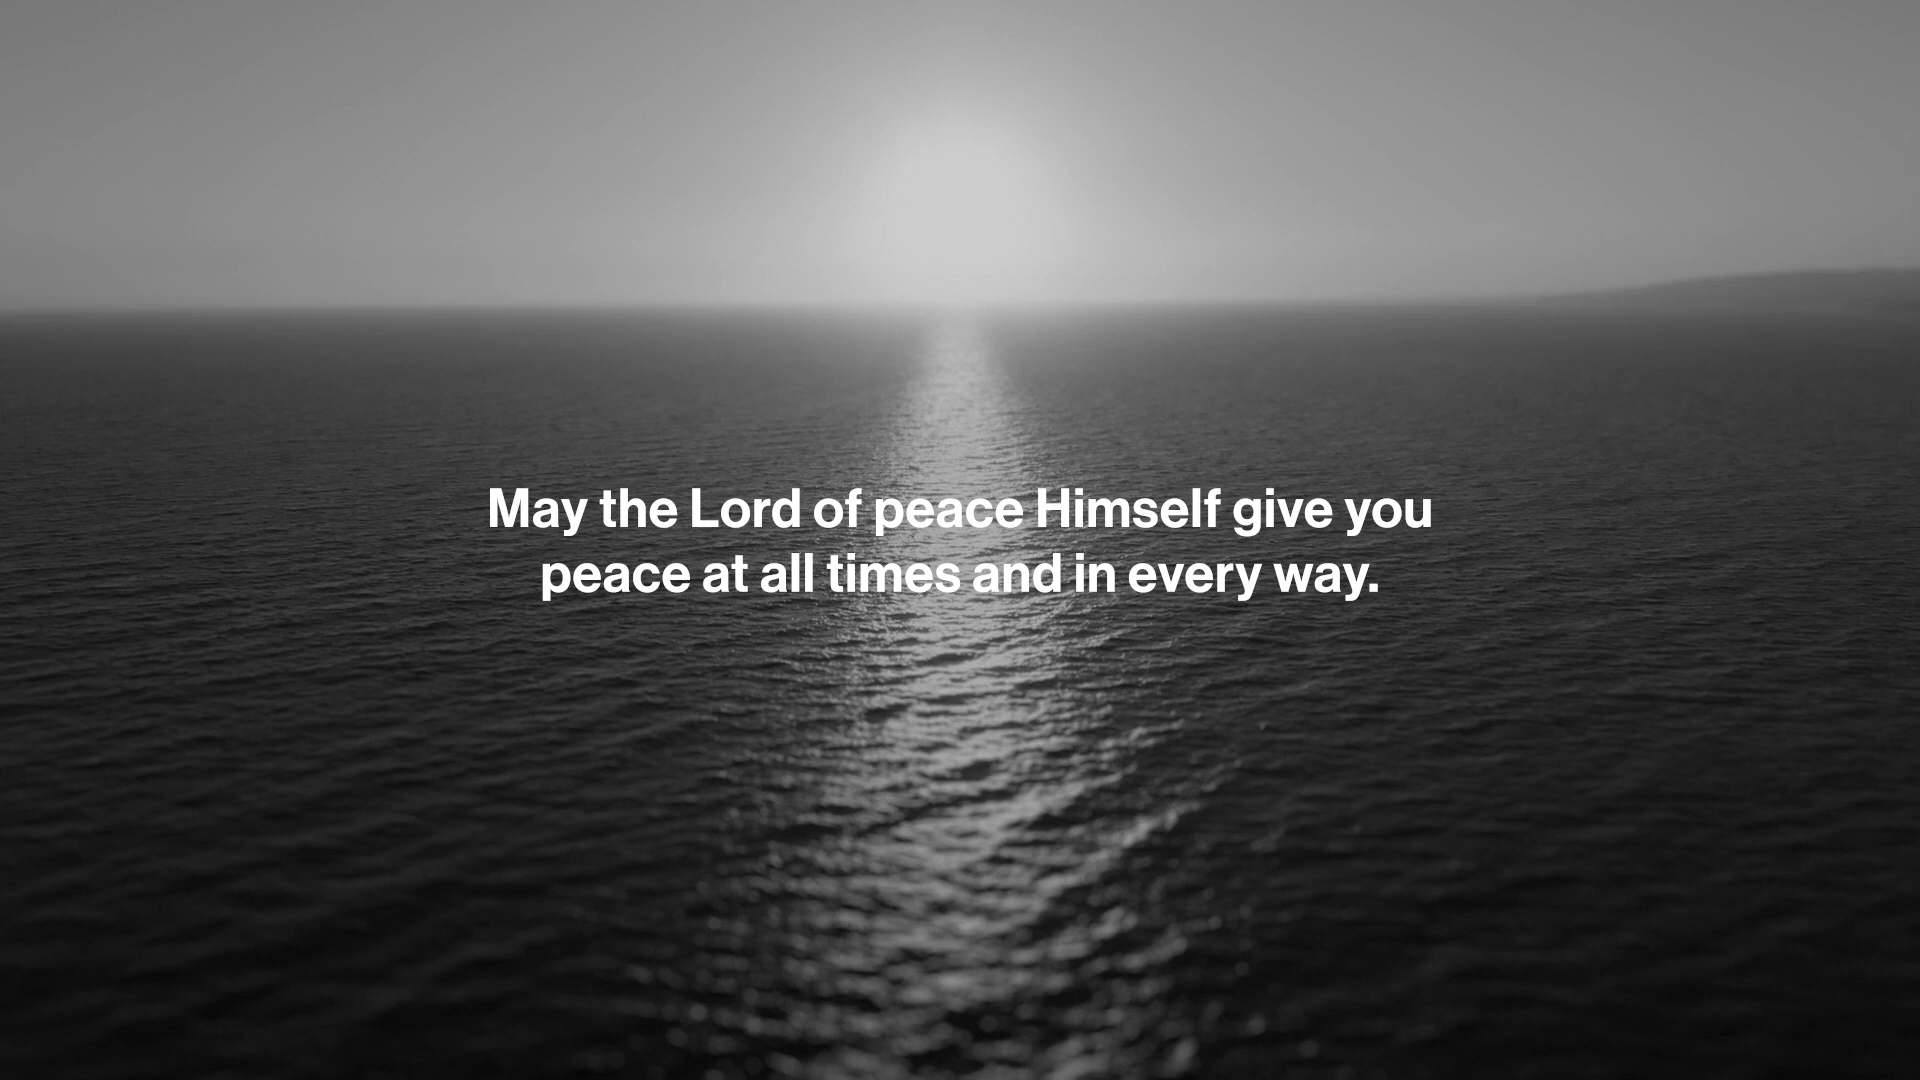 May the Lord of peace Himself give you
peace at all times and in every way.